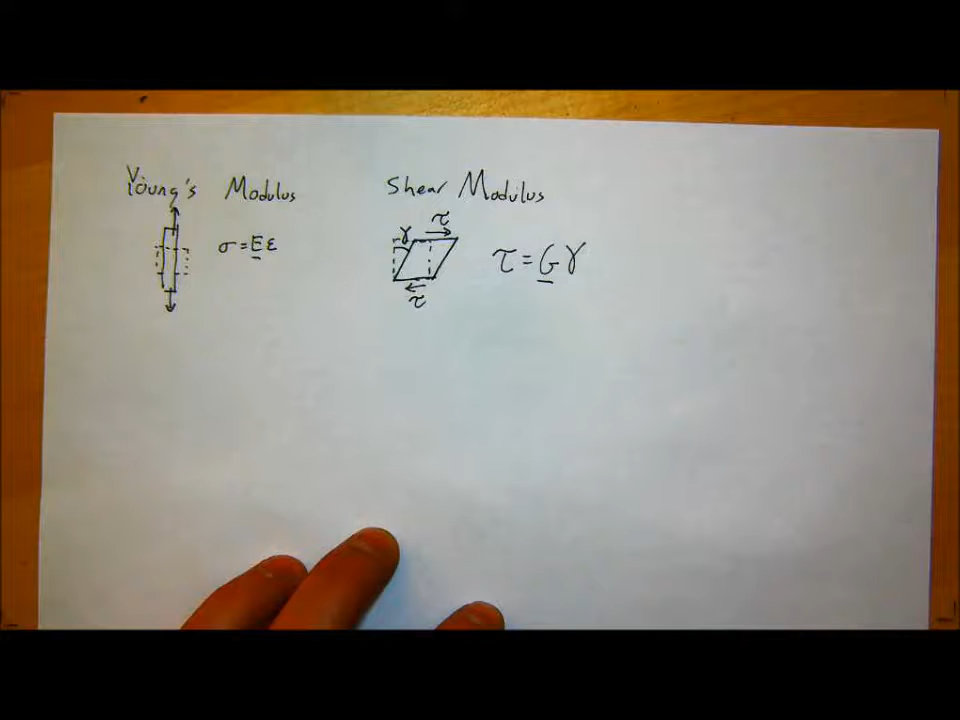 Young's Modulus
σ = E ε
Shear Modulus
τ
γ
τ
τ = G γ